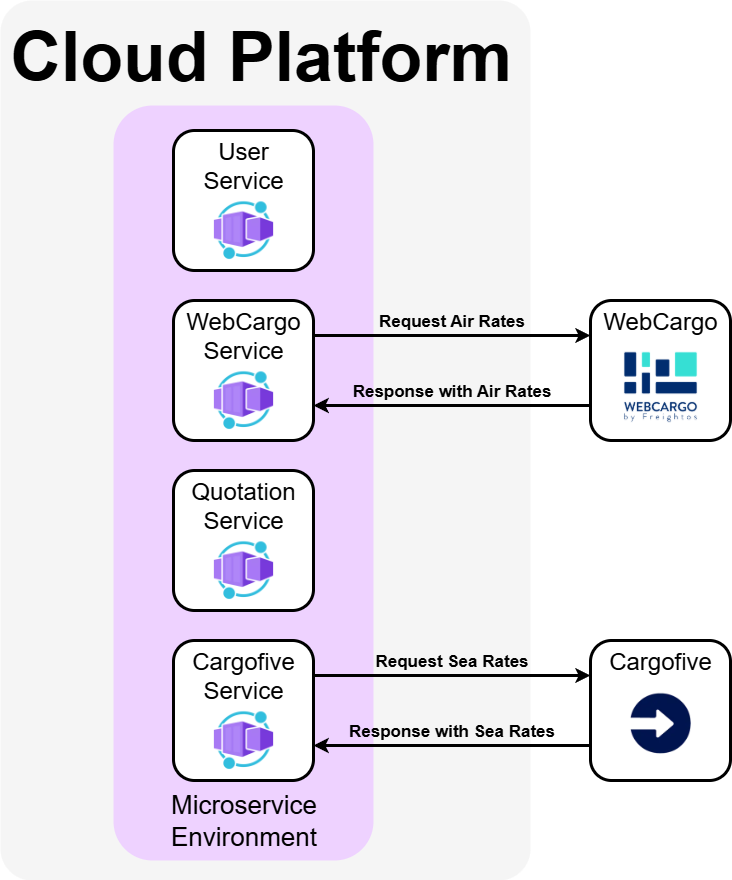 Cloud Platform
User
Service
WebCargo
Service
Request Air Rates
Response with Air Rates
WebCargo
WEBCARGO
by Freightos
Quotation
Service
Cargofive
Service
Request Sea Rates
Response with Sea Rates
Cargofive
Microservice
Environment